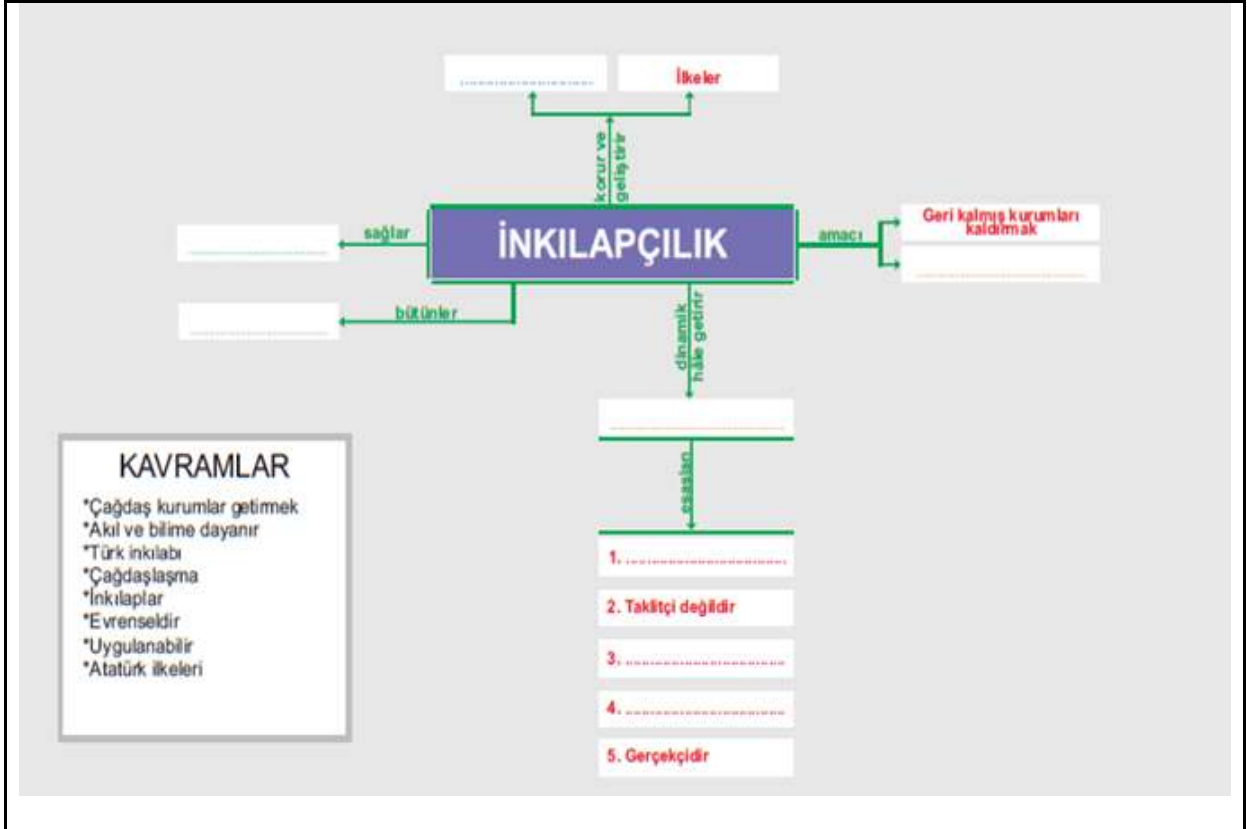 İlkeler
korur ve
geliştirir
sağlar
İNKILAPÇILIK
amacı
Geri kalmış kurumları
kaldırmak
bütünler
dinamik
hâle getirir
esasları
KAVRAMLAR
*Çağdaş kurumlar getirmek
*Akıl ve bilime dayanır
*Türk inkılabı
*Çağdaşlaşma
*İnkılaplar
*Evrenseldir
*Uygulanabilir
*Atatürk ilkeleri
1. ....................................
2. Taklitçi değildir
3. ....................................
4. ....................................
5. Gerçekçidir